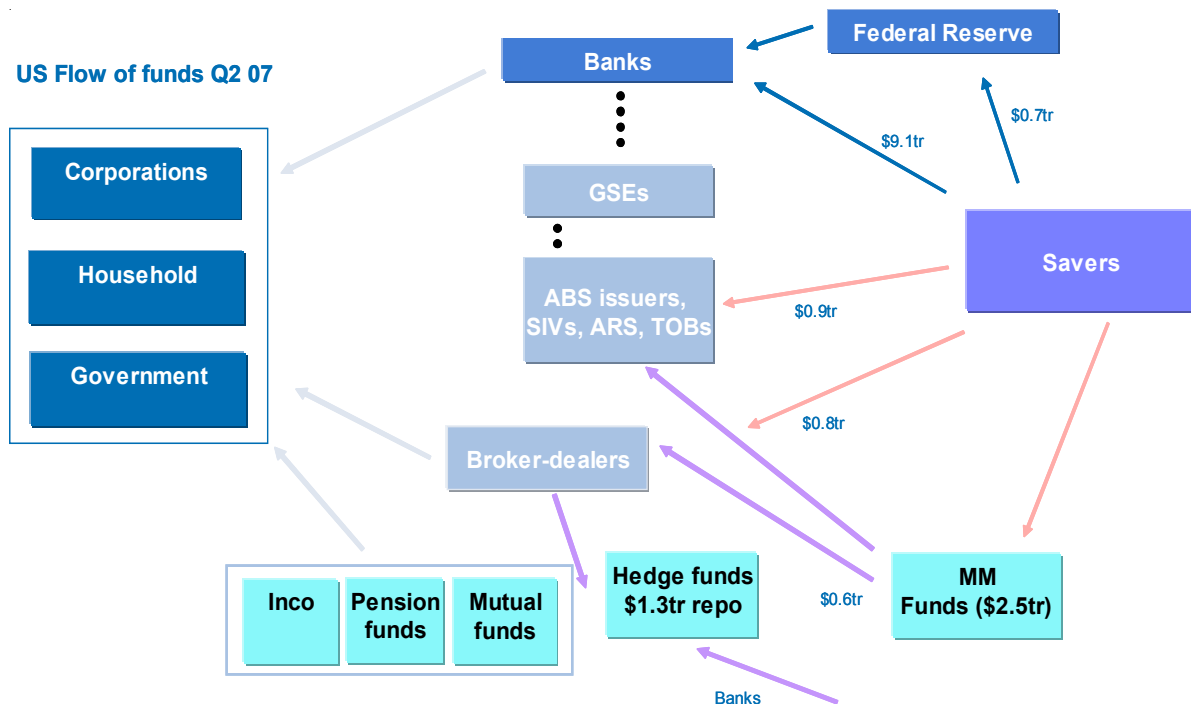 Federal Reserve
Banks
US Flow of funds Q2 07
$0.7tr
$9.1tr
Corporations
GSEs
Household
Savers
ABS issuers,
SIVs, ARS, TOBs
$0.9tr
Government
$0.8tr
Broker-dealers
Hedge funds
$1.3tr repo
MM
Funds ($2.5tr)
$0.6tr
Inco
Pension
funds
Mutual
funds
Banks